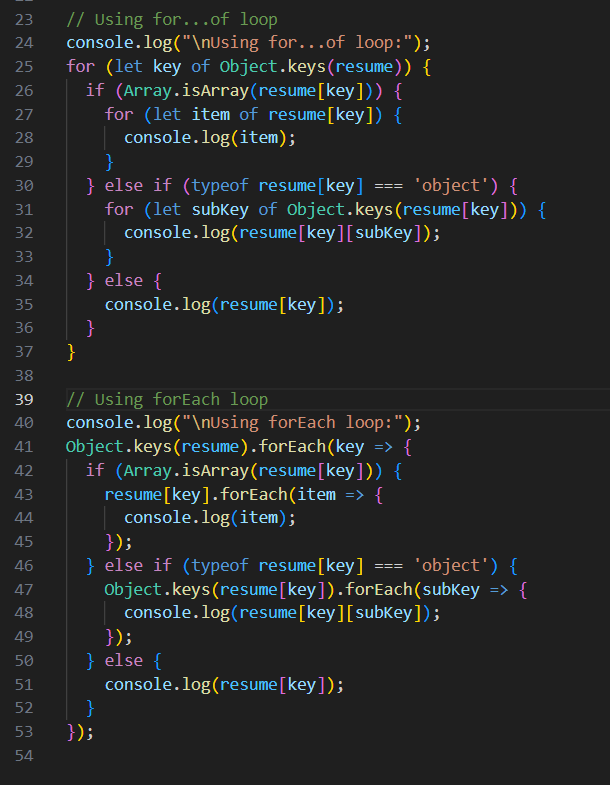 23 // Using for...of loop
24 console.log("\nUsing for...of loop:");
25 for (let key of Object.keys(resume)) {
26   if (Array.isArray(resume[key])) {
27     for (let item of resume[key]) {
28       console.log(item);
29     }
30   } else if (typeof resume[key] === 'object') {
31     for (let subKey of Object.keys(resume[key])) {
32       console.log(resume[key][subKey]);
33     }
34   } else {
35     console.log(resume[key]);
36   }
37 }
38
39 // Using forEach loop
40 console.log("\nUsing forEach loop:");
41 Object.keys(resume).forEach(key => {
42   if (Array.isArray(resume[key])) {
43     resume[key].forEach(item => {
44       console.log(item);
45     });
46   } else if (typeof resume[key] === 'object') {
47     Object.keys(resume[key]).forEach(subKey => {
48       console.log(resume[key][subKey]);
49     });
50   } else {
51     console.log(resume[key]);
52   }
53 });
54